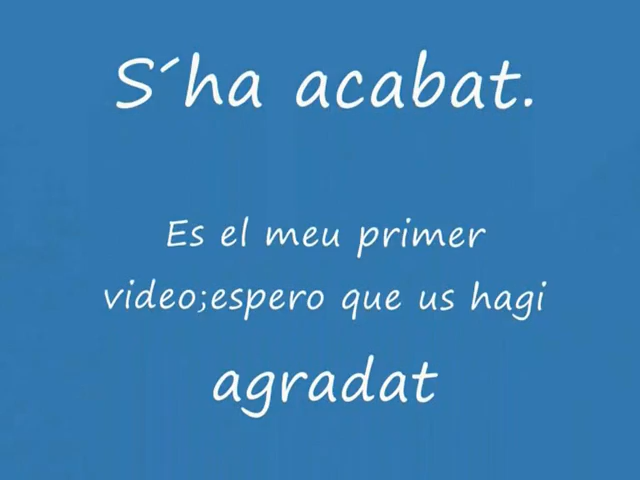 S´ha acabat.
Es el meu primer
video;espero que us hagi
agradat